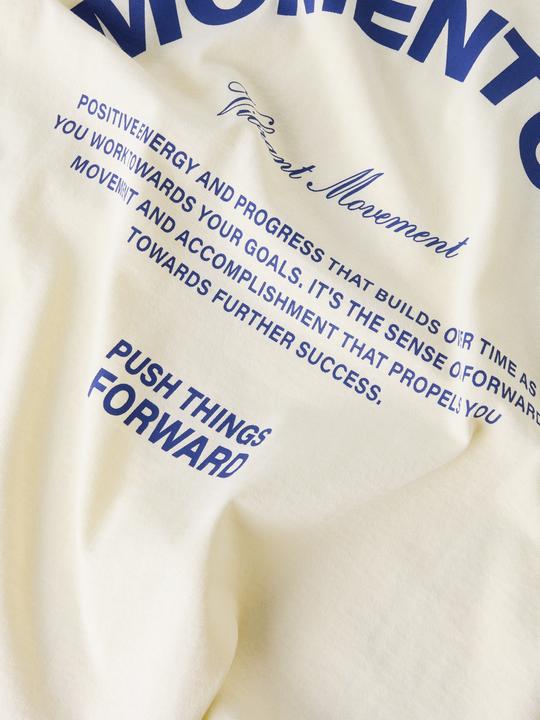 MOMENT
Vibrant Movement
POSITIVE ENERGY AND PROGRESS THAT BUILDS OVER TIME AS
YOU WORK TOWARDS YOUR GOALS. IT'S THE SENSE OF FORWARD
MOVEMENT AND ACCOMPLISHMENT THAT PROPELS YOU
TOWARDS FURTHER SUCCESS.
PUSH THINGS
FORWARD